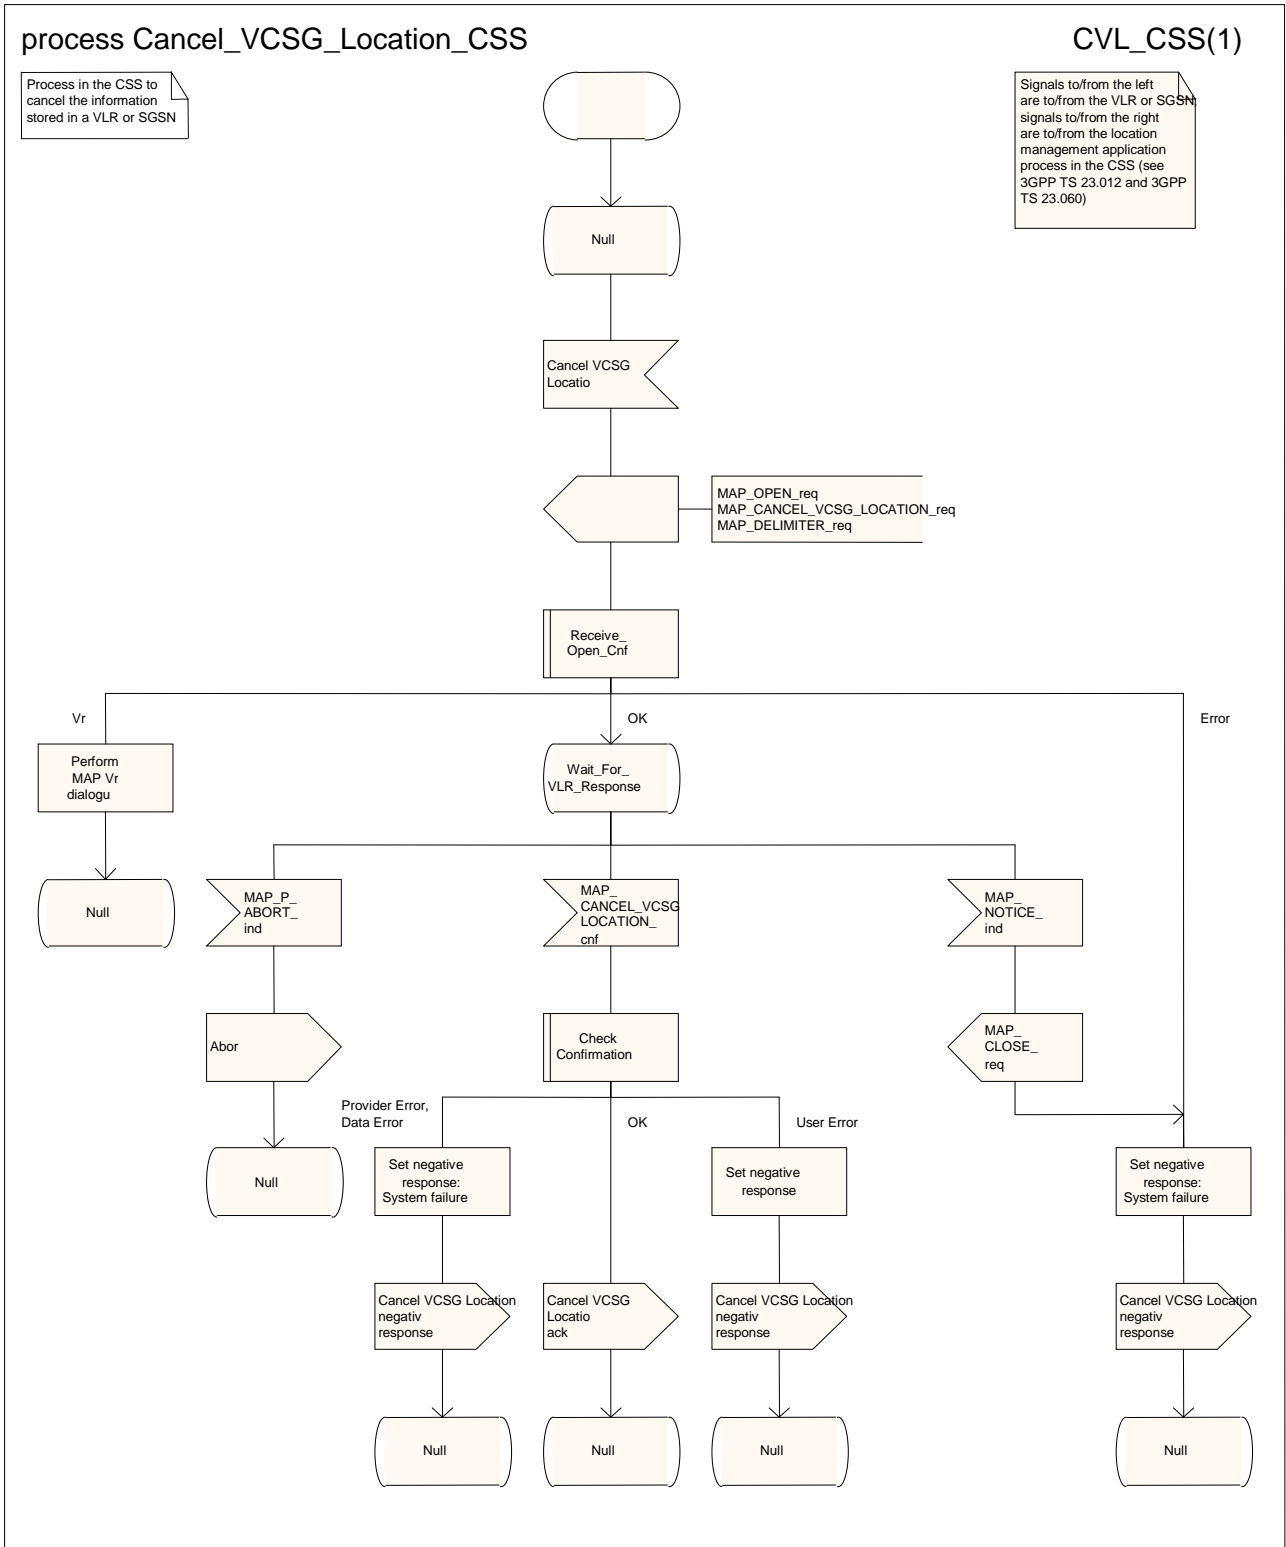 process Cancel_VCSG_Location_CSS
CVL_CSS(1)
Process in the CSS to
cancel the information
stored in a VLR or SGSN
Signals to/from the left
are to/from the VLR or SGSN;
signals to/from the right
are to/from the location
management application
process in the CSS (see
3GPP TS 23.012 and 3GPP
TS 23.060)
Null
Cancel VCSG
Locatio
MAP_OPEN_req
MAP_CANCEL_VCSG_LOCATION_req
MAP_DELIMITER_req
Receive_
Open_Cnf
Vr
OK
Error
Perform
MAP Vr
dialogu
Wait_For_
VLR_Response
Null
MAP_P_
ABORT_
ind
MAP_
CANCEL_VCSG
LOCATION_
cnf
MAP_
NOTICE_
ind
Abor
Check
Confirmation
MAP_
CLOSE_
req
Provider Error,
Data Error
OK
User Error
Null
Set negative
response:
System failure
Set negative
response
Set negative
response:
System failure
Cancel VCSG Location
negativ
response
Cancel VCSG
Locatio
ack
Cancel VCSG Location
negativ
response
Cancel VCSG Location
negativ
response
Null
Null
Null
Null